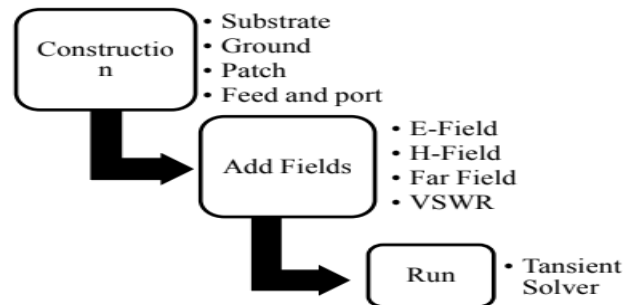 Constructio
n
• Substrate
• Ground
• Patch
• Feed and port
Add Fields
• E-Field
• H-Field
• Far Field
• VSWR
Run
• Tansient
Solver